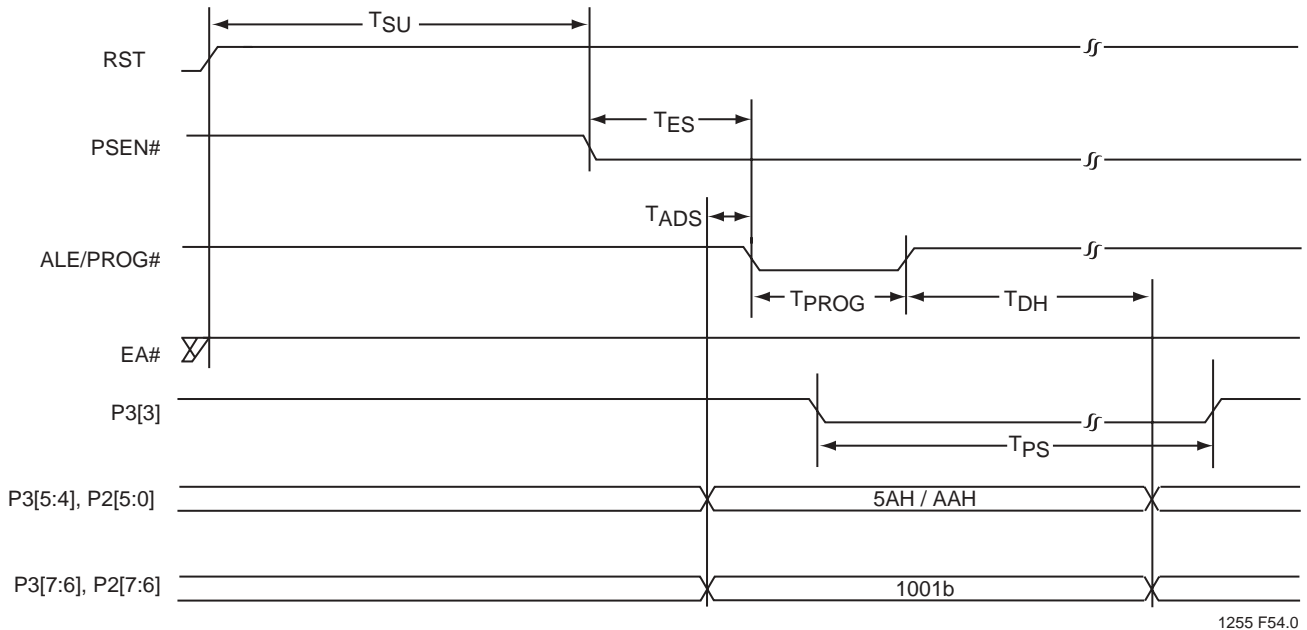 TSU
RST
TES
PSEN#
TADS
ALE/PROG#
TPROG
TDH
EA#
P3[3]
TPS
P3[5:4], P2[5:0]
5AH / AAH
P3[7:6], P2[7:6]
1001b
1255 F54.0